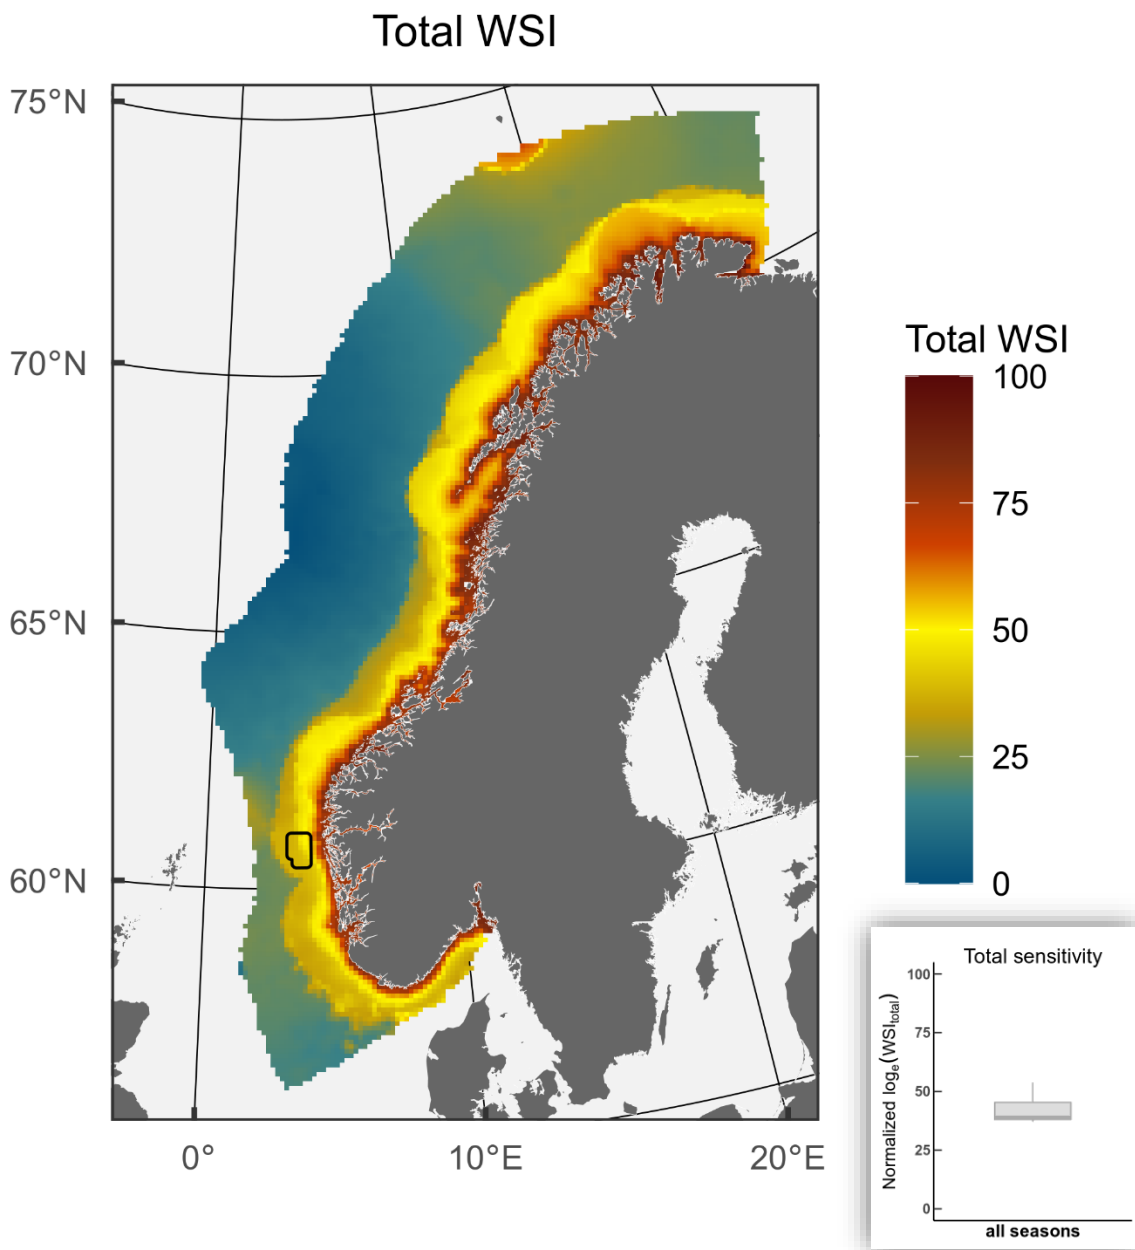 Total WSI
75°N
70°N
65°N
60°N
0°
10°E
20°E
Total WSI
100
75
50
25
0
Total sensitivity
Normalized logₑ(WSIₜₒₜₐₗ)
100
75
50
25
0
all seasons